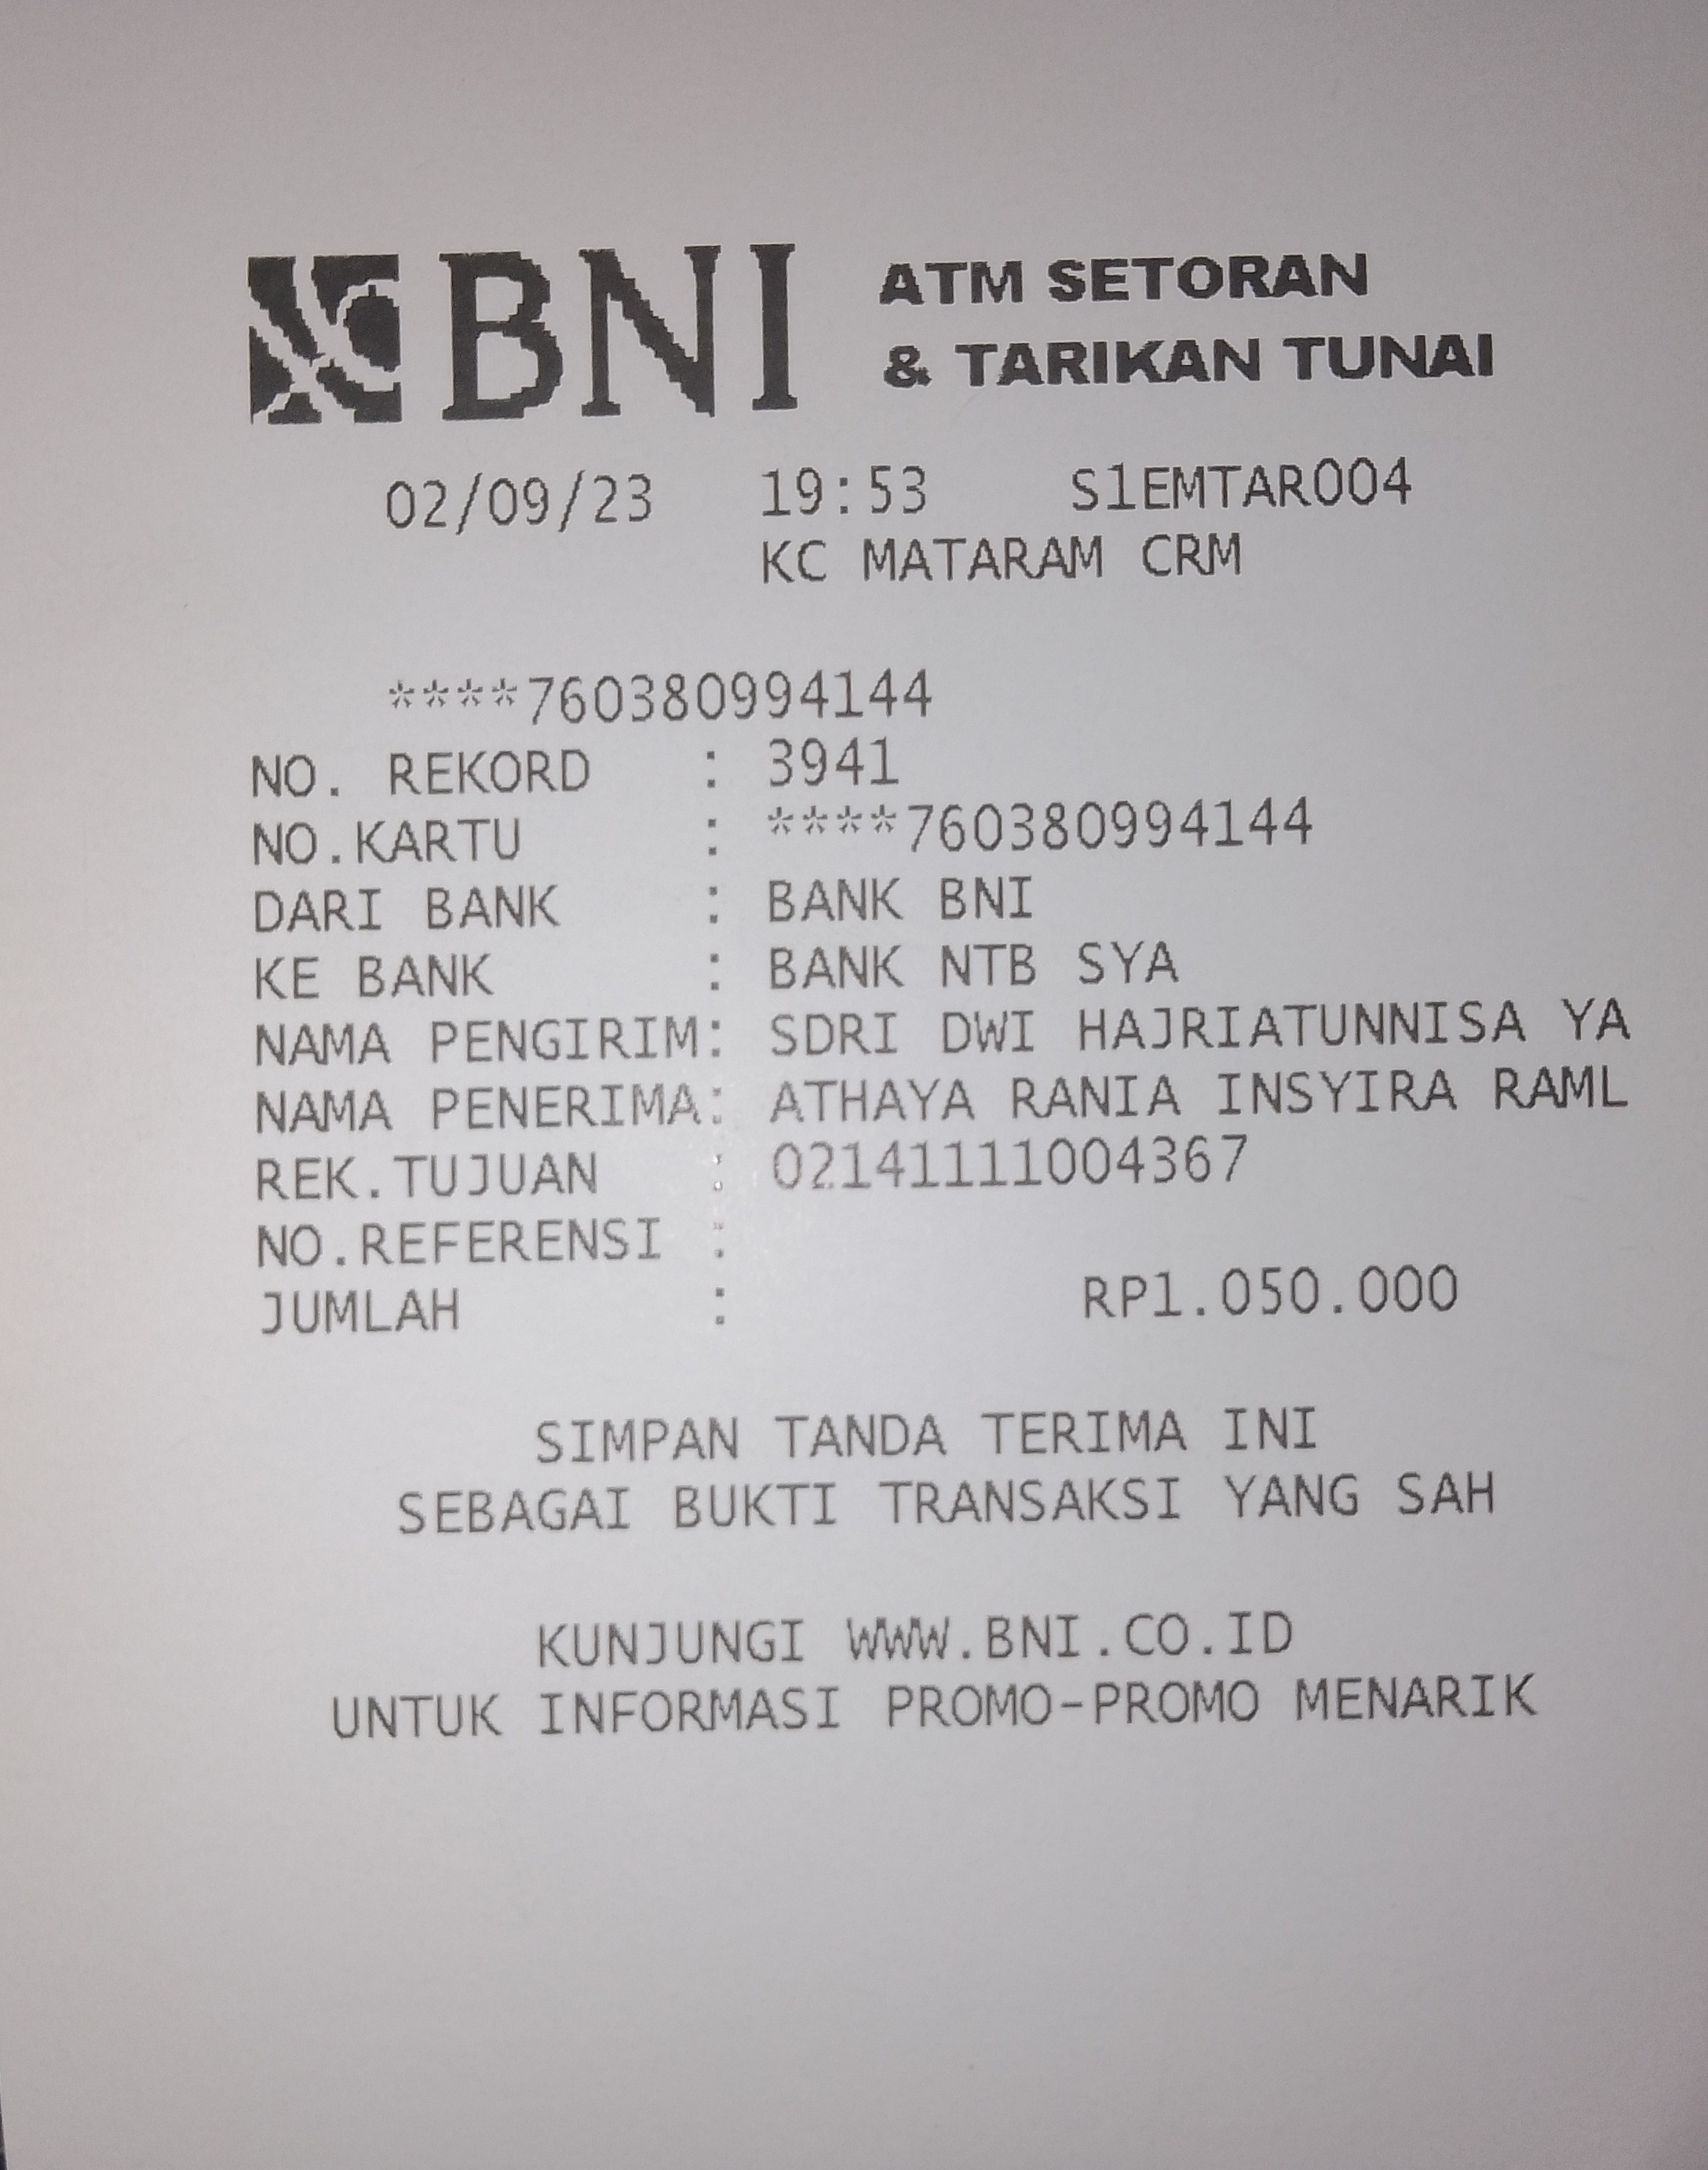 BNI ATM SETORAN
& TARIKAN TUNAI
02/09/23 19:53 S1EMTAR004
KC MATARAM CRM
****760380994144
NO. REKORD : 3941
NO.KARTU : ****760380994144
DARI BANK : BANK BNI
KE BANK : BANK NTB SYA
NAMA PENGIRIM: SDRI DWI HAJRIATUNNISA YA
NAMA PENERIMA: ATHAYA RANIA INSYIRA RAML
REK.TUJUAN : 02141111004367
NO.REFERENSI :
JUMLAH : RP1.050.000
SIMPAN TANDA TERIMA INI
SEBAGAI BUKTI TRANSAKSI YANG SAH
KUNJUNGI WWW.BNI.CO.ID
UNTUK INFORMASI PROMO-PROMO MENARIK